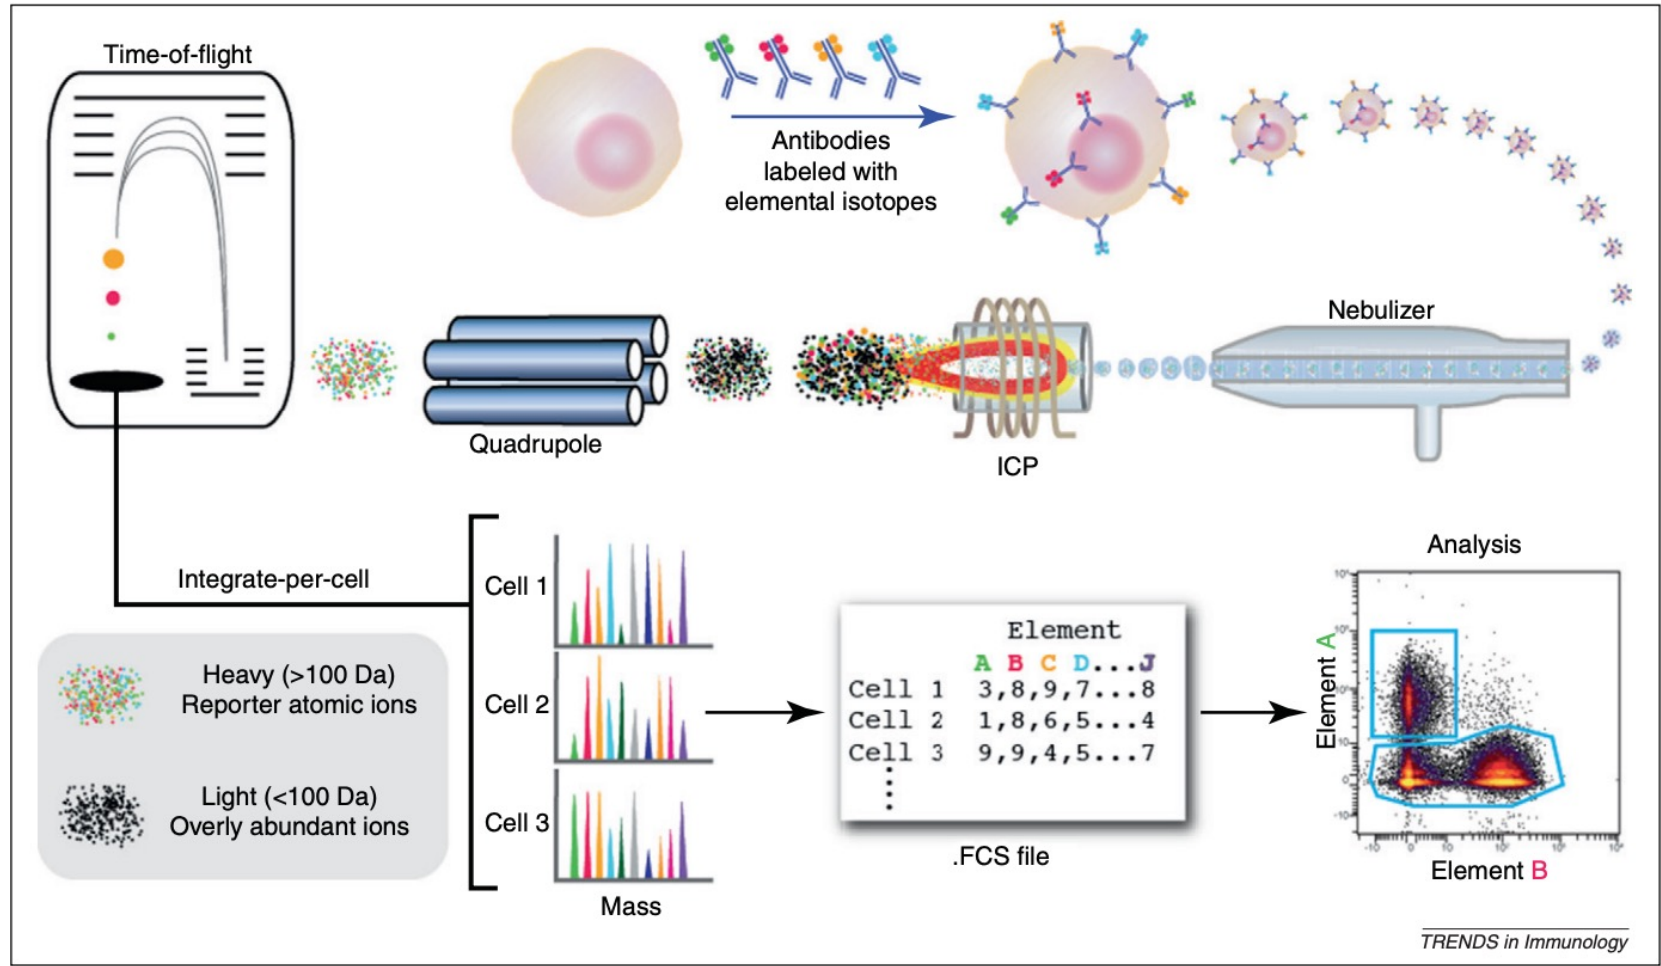 Time-of-flight
Antibodies
labeled with
elemental isotopes
Nebulizer
Quadrupole
ICP
Integrate-per-cell
Heavy (>100 Da)
Reporter atomic ions
Light (<100 Da)
Overly abundant ions
Cell 1
Cell 2
Cell 3
Mass
Element
A B C D...J
Cell 1 3,8,9,7...8
Cell 2 1,8,6,5...4
Cell 3 9,9,4,5...7
.FCS file
Analysis
Element A
-10 0 10
Element B
TRENDS in Immunology